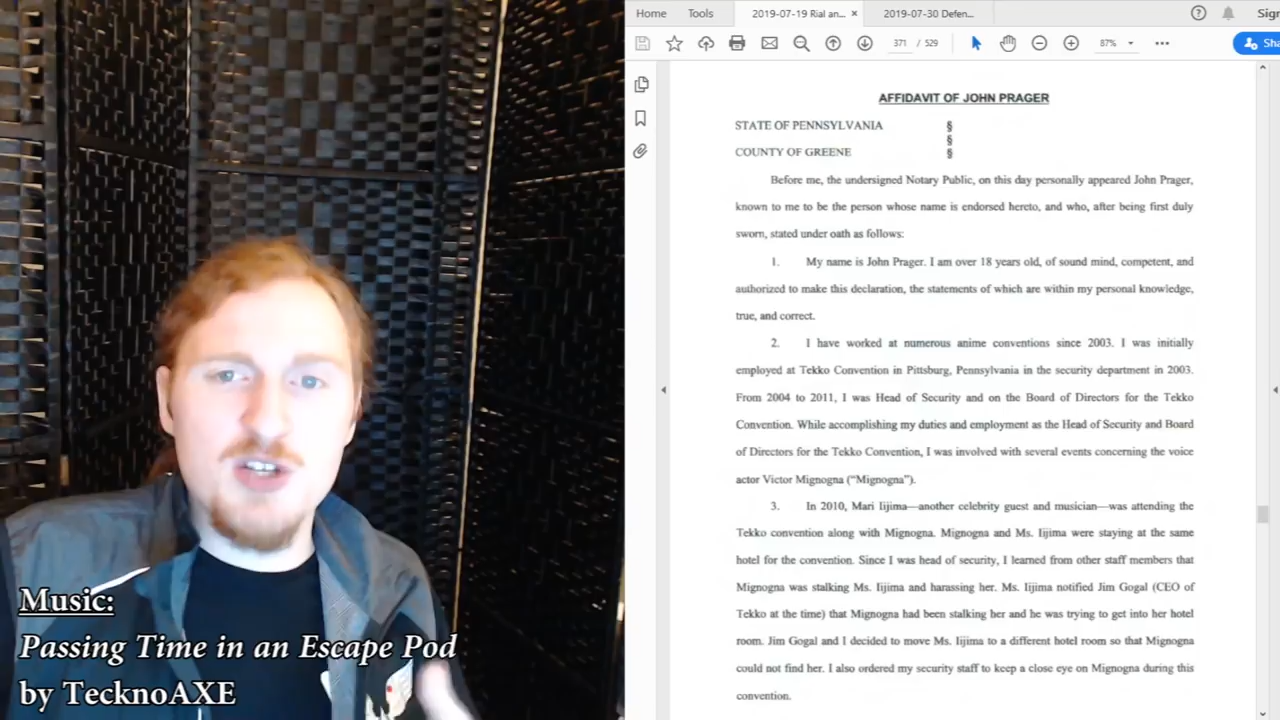 Home
Tools
2019-07-19 Rial an...
2019-07-30 Defen...
Sign
371 / 529
87%
Sha
AFFIDAVIT OF JOHN PRAGER
STATE OF PENNSYLVANIA §
§
COUNTY OF GREENE §
Before me, the undersigned Notary Public, on this day personally appeared John Prager,
known to me to be the person whose name is endorsed hereto, and who, after being first duly
sworn, stated under oath as follows:
1. My name is John Prager. I am over 18 years old, of sound mind, competent, and
authorized to make this declaration, the statements of which are within my personal knowledge,
true, and correct.
2. I have worked at numerous anime conventions since 2003. I was initially
employed at Tekko Convention in Pittsburg, Pennsylvania in the security department in 2003.
From 2004 to 2011, I was Head of Security and on the Board of Directors for the Tekko
Convention. While accomplishing my duties and employment as the Head of Security and Board
of Directors for the Tekko Convention, I was involved with several events concerning the voice
actor Victor Mignogna (“Mignogna”).
3. In 2010, Mari Iijima—another celebrity guest and musician—was attending the
Tekko convention along with Mignogna. Mignogna and Ms. Iijima were staying at the same
hotel for the convention. Since I was head of security, I learned from other staff members that
Mignogna was stalking Ms. Iijima and harassing her. Ms. Iijima notified Jim Gogal (CEO of
Tekko at the time) that Mignogna had been stalking her and he was trying to get into her hotel
room. Jim Gogal and I decided to move Ms. Iijima to a different hotel room so that Mignogna
could not find her. I also ordered my security staff to keep a close eye on Mignogna during this
convention.
Music:
Passing Time in an Escape Pod
by TecknoAXE